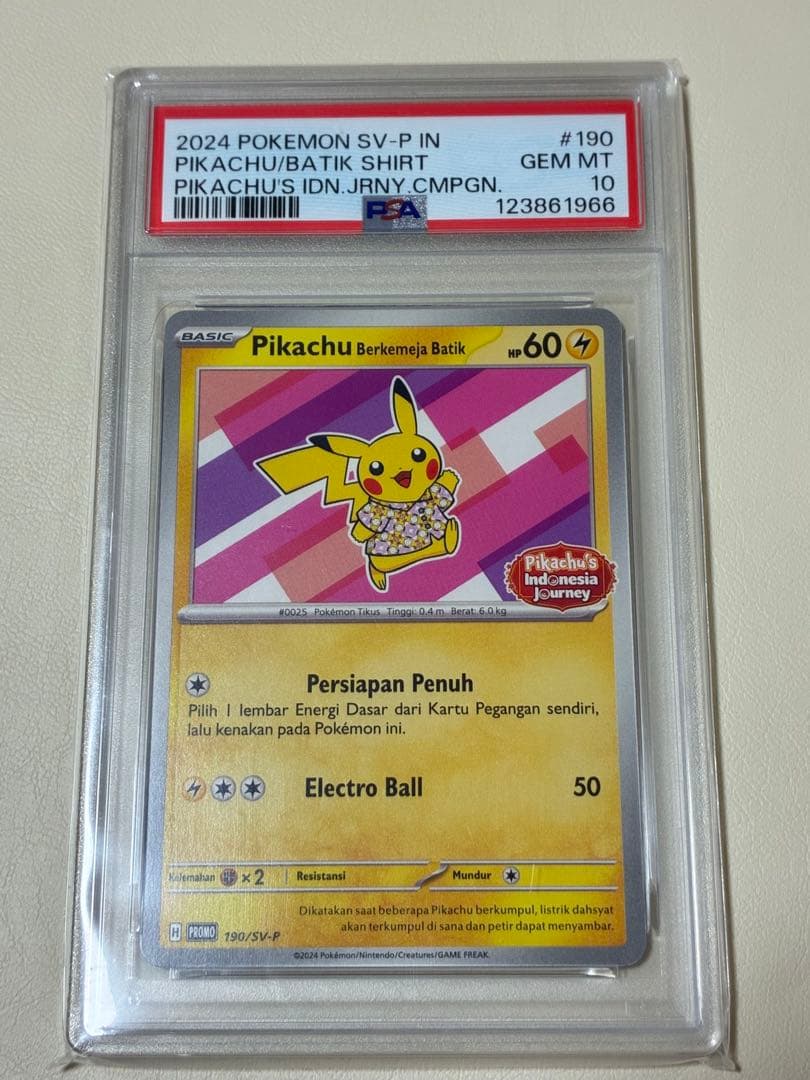 2024 POKEMON SV-P IN #190
PIKACHU/BATIK SHIRT GEM MT
PIKACHU'S IDN.JRNY.CMPGN. 10
PSA 123861966
BASIC Pikachu Berkemeja Batik HP 60
Pikachu's
Indonesia
Journey
#0025 Pokémon Tikus Tinggi: 0.4 m Berat: 6.0 kg
Persiapan Penuh
Pilih 1 lembar Energi Dasar dari Kartu Pegangan sendiri,
lalu kenakan pada Pokémon ini.
Electro Ball 50
Kelemahan ×2 Resistansi Mundur
Dikatakan saat beberapa Pikachu berkumpul, listrik dahsyat
akan terkumpul di sana dan petir dapat menyambar.
H PROMO 190/SV-P
©2024 Pokémon/Nintendo/Creatures/GAME FREAK.